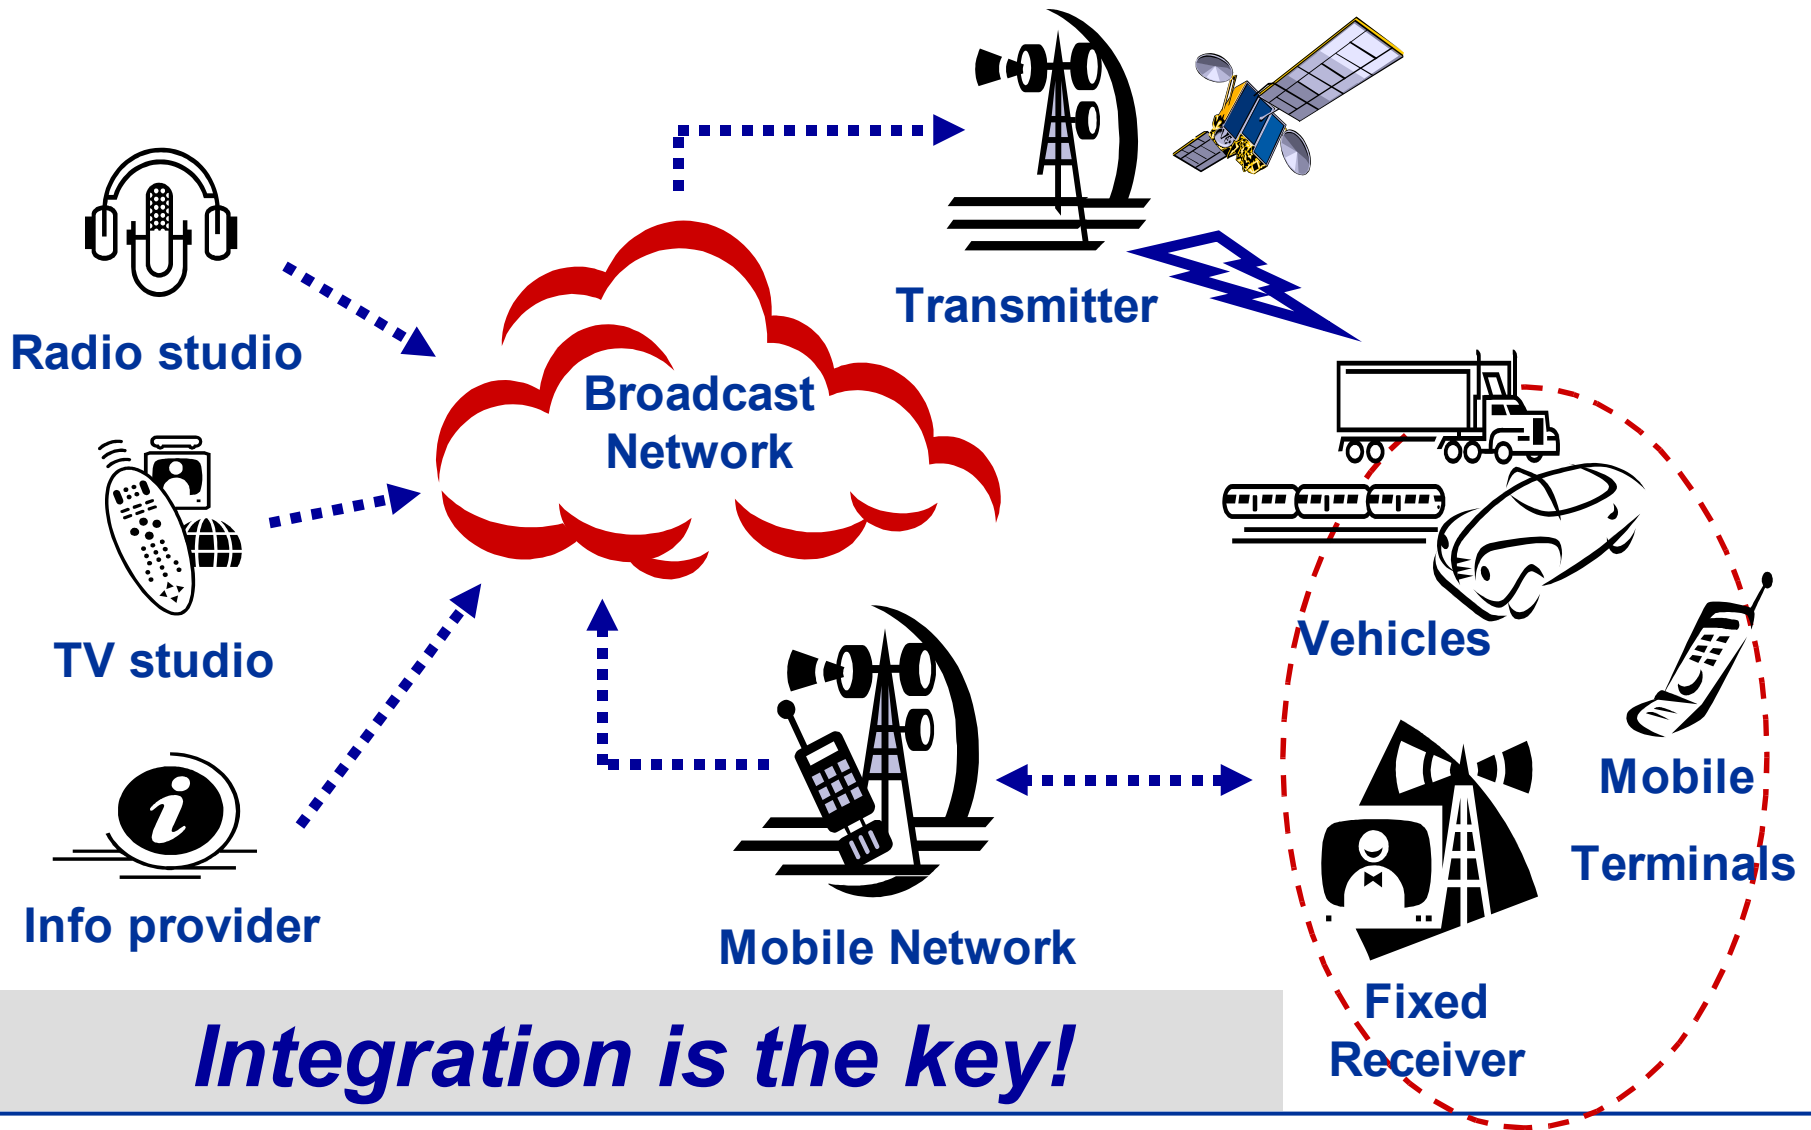 Transmitter
Radio studio
Broadcast
Network
TV studio
Vehicles
Mobile
Terminals
Info provider
Mobile Network
Fixed
Receiver
Integration is the key!